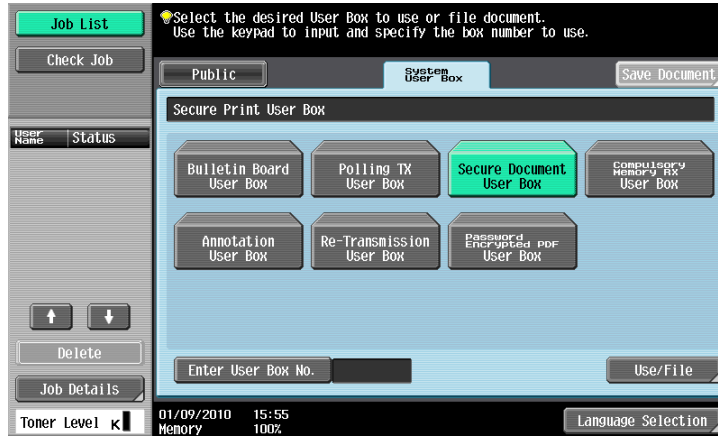 Job List
Check Job
User
Name
Status
Delete
Job Details
Toner Level K
Select the desired User Box to use or file document.
Use the keypad to input and specify the box number to use.
Public
System
User Box
Save Document
Secure Print User Box
Bulletin Board
User Box
Polling TX
User Box
Secure Document
User Box
Compulsory
Memory RX
User Box
Annotation
User Box
Re-Transmission
User Box
Password
Encrypted PDF
User Box
Enter User Box No.
Use/File
01/09/2010 15:55
Memory 100%
Language Selection